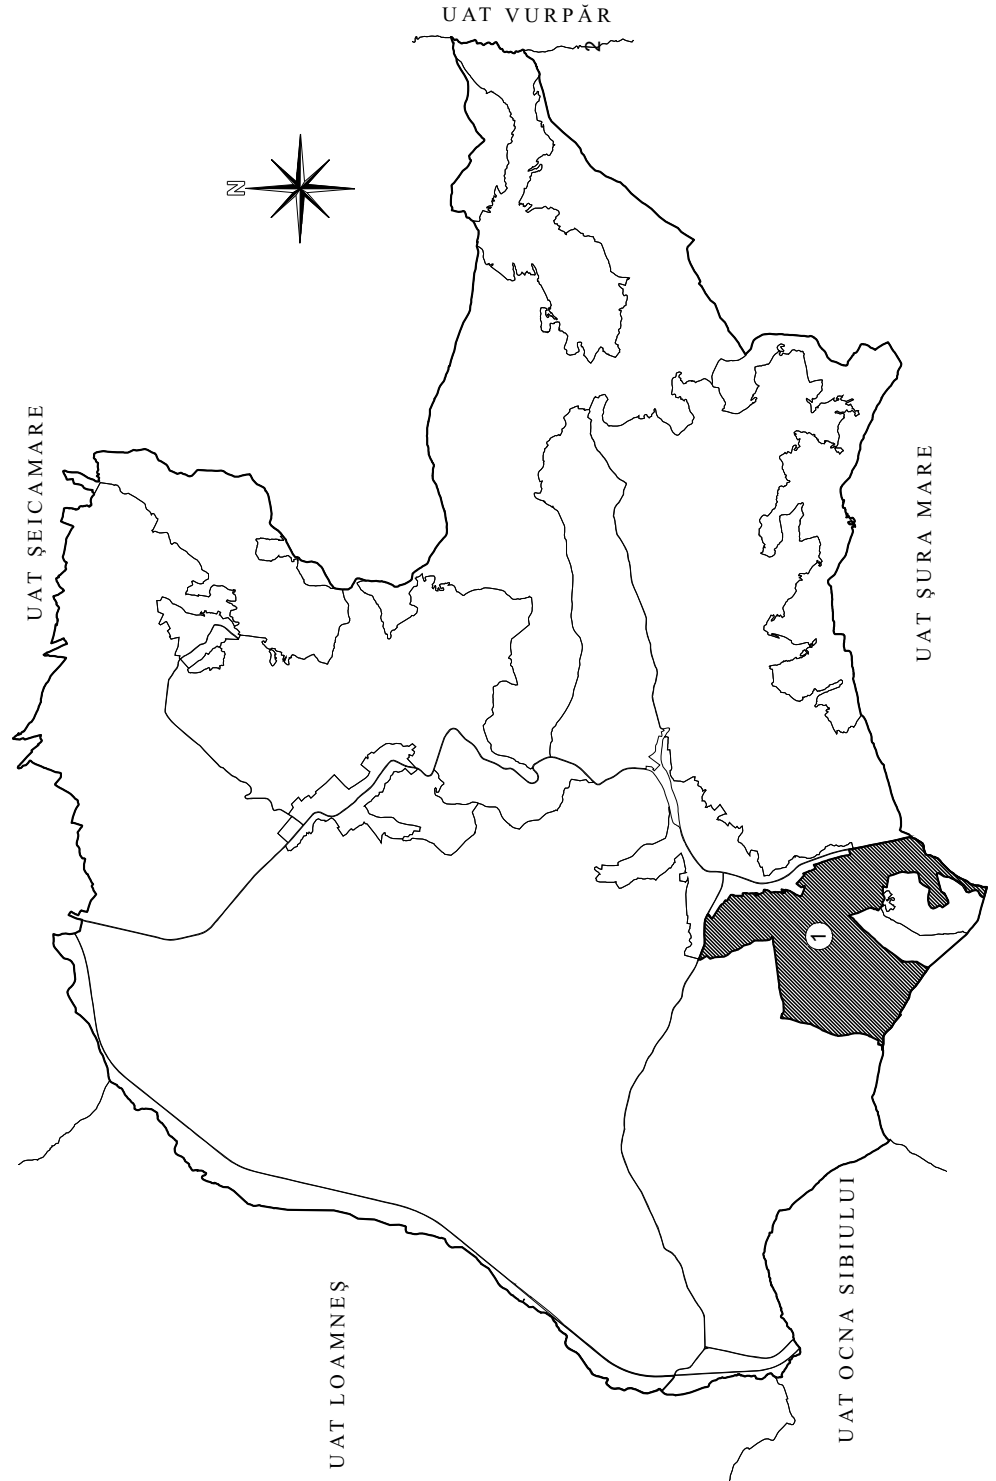 UAT VURPĂR
2
N
UAT ȘEICAMARE
UAT ȘURA MARE
1
UAT OCNA SIBIULUI
UAT LOAMNEȘ